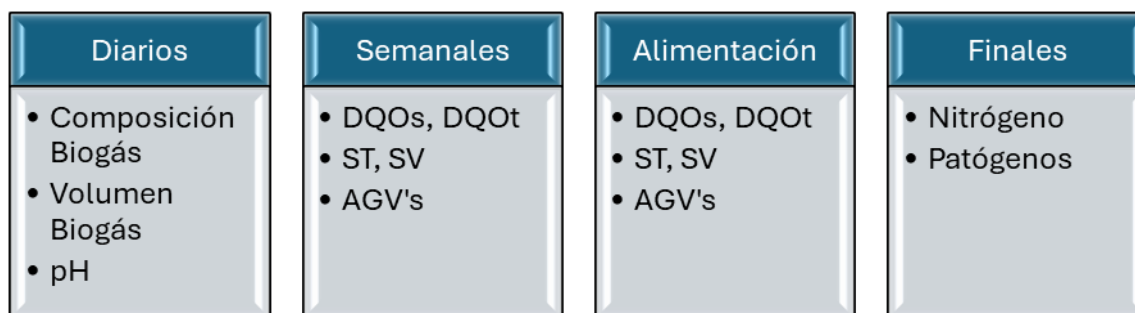 Diarios
• Composición
Biogás
• Volumen
Biogás
• pH
Semanales
• DQOs, DQOt
• ST, SV
• AGV's
Alimentación
• DQOs, DQOt
• ST, SV
• AGV's
Finales
• Nitrógeno
• Patógenos